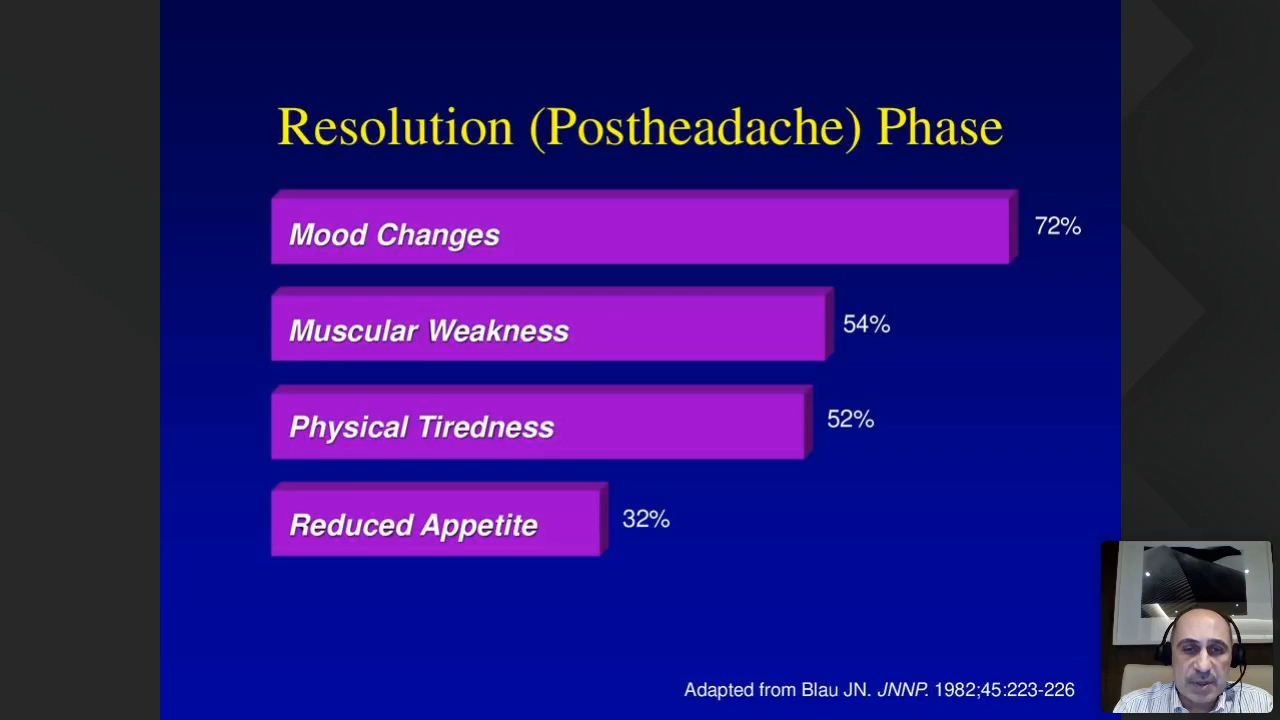 Resolution (Postheadache) Phase
Mood Changes
72%
Muscular Weakness
54%
Physical Tiredness
52%
Reduced Appetite
32%
Adapted from Blau JN. JNNP. 1982;45:223-226